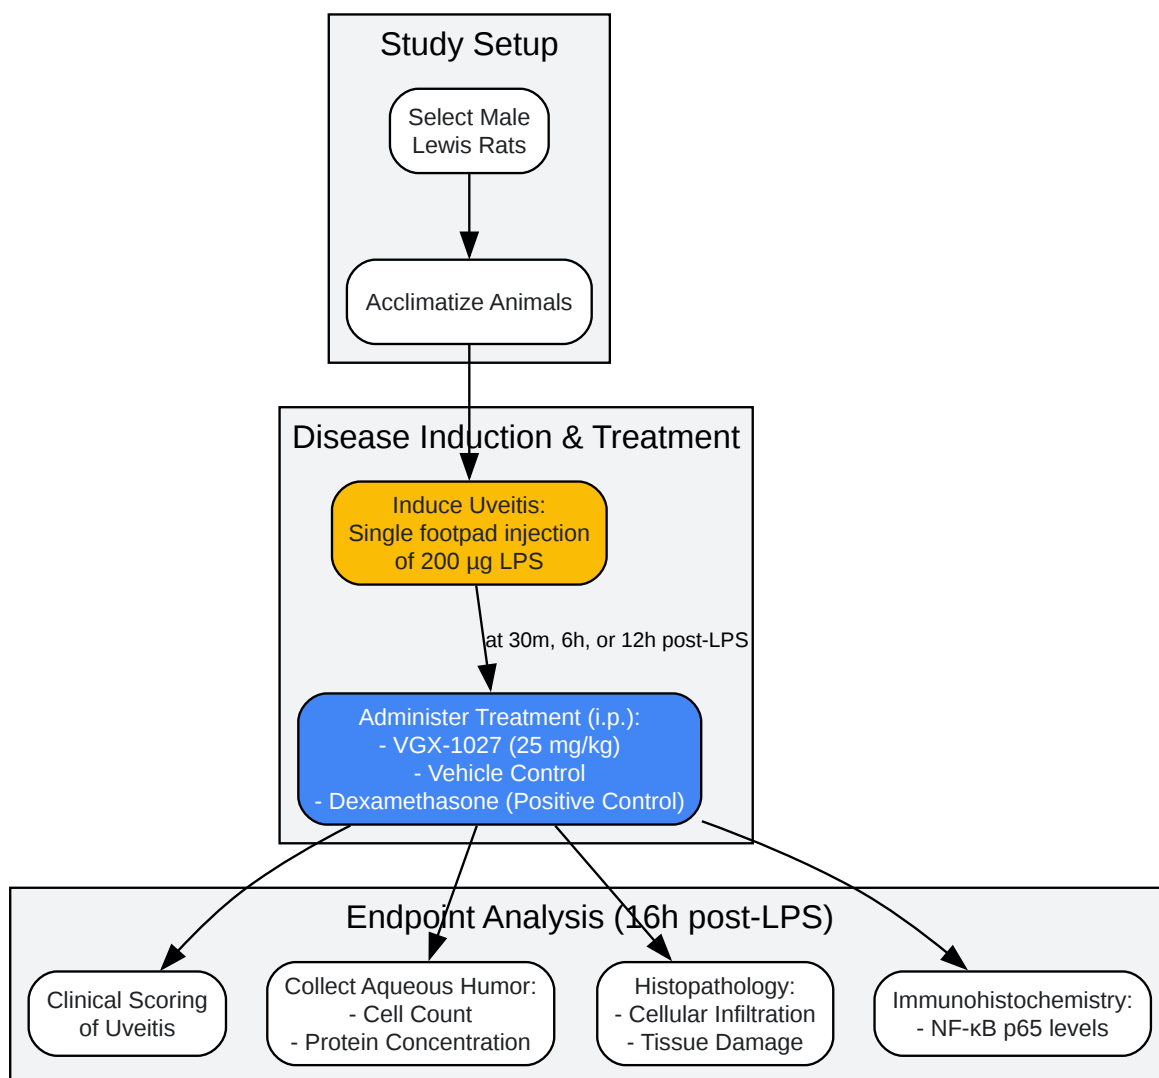 Study Setup
Select Male
Lewis Rats
Acclimatize Animals
Disease Induction & Treatment
Induce Uveitis:
Single footpad injection
of 200 µg LPS
at 30m, 6h, or 12h post-LPS
Administer Treatment (i.p.):
- VGX-1027 (25 mg/kg)
- Vehicle Control
- Dexamethasone (Positive Control)
Endpoint Analysis (16h post-LPS)
Clinical Scoring
of Uveitis
Collect Aqueous Humor:
- Cell Count
- Protein Concentration
Histopathology:
- Cellular Infiltration
- Tissue Damage
Immunohistochemistry:
- NF-κB p65 levels